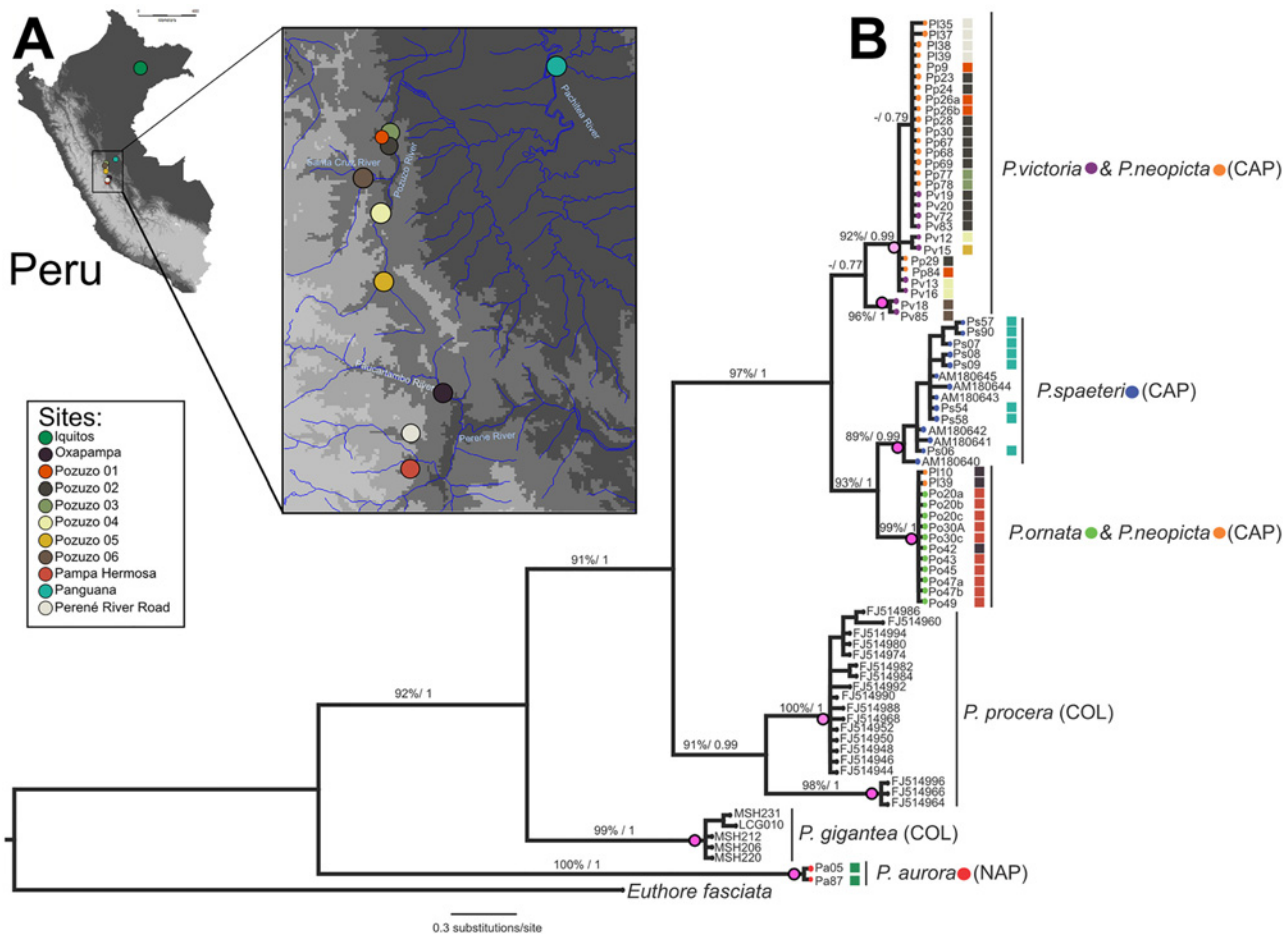 A
Peru
Pachitea River
Santa Cruz River
Pozuzo River
Paucartambo River
Perene River
Sites:
Iquitos
Oxapampa
Pozuzo 01
Pozuzo 02
Pozuzo 03
Pozuzo 04
Pozuzo 05
Pozuzo 06
Pampa Hermosa
Panguana
Perené River Road
B
Pl35
Pl37
Pl38
Pl39
Pp9
Pp23
Pp24
Pp26a
Pp26b
Pp28
Pp30
Pp67
Pp68
Pp69
Pp77
Pp78
Pv19
Pv20
Pv72
Pv83
Pv12
Pv15
Pp29
Pp84
Pv13
Pv16
Pv18
Pv85
-/ 0.79
92%/ 0.99
-/ 0.77
96%/ 1
P.victoria & P.neopicta (CAP)
Ps57
Ps90
Ps07
Ps08
Ps09
AM180645
AM180644
AM180643
Ps54
Ps58
AM180642
AM180641
Ps06
AM180640
97%/ 1
89%/ 0.99
P.spaeteri (CAP)
93%/ 1
Pl10
Pl39
Po20a
Po20b
Po20c
Po30A
Po30c
Po42
Po43
Po45
Po47a
Po47b
Po49
99%/ 1
P.ornata & P.neopicta (CAP)
91%/ 1
FJ514986
FJ514960
FJ514994
FJ514980
FJ514974
FJ514982
FJ514984
FJ514992
FJ514990
FJ514988
FJ514968
FJ514952
FJ514950
FJ514948
FJ514946
FJ514944
FJ514996
FJ514966
FJ514964
100%/ 1
91%/ 0.99
98%/ 1
P. procera (COL)
92%/ 1
MSH231
LCG010
MSH212
MSH206
MSH220
99% / 1
P. gigantea (COL)
100% / 1
Pa05
Pa87
P. aurora (NAP)
Euthore fasciata
0.3 substitutions/site